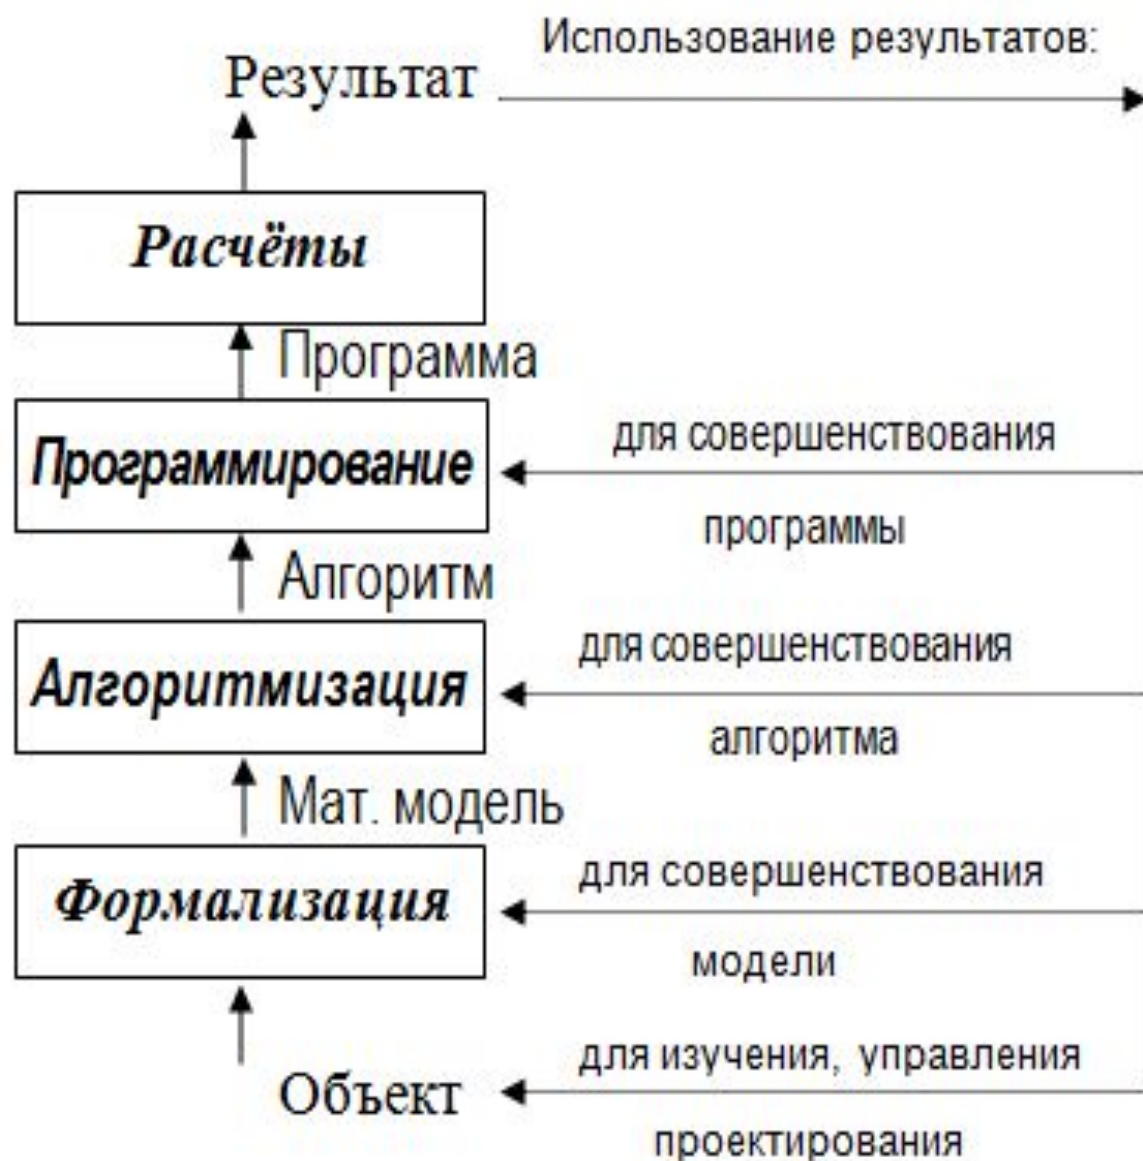 Использование результатов:
Результат
Расчёты
Программа
Программирование
для совершенствования
программы
Алгоритм
Алгоритмизация
для совершенствования
алгоритма
Мат. модель
Формализация
для совершенствования
модели
Объект
для изучения, управления
проектирования